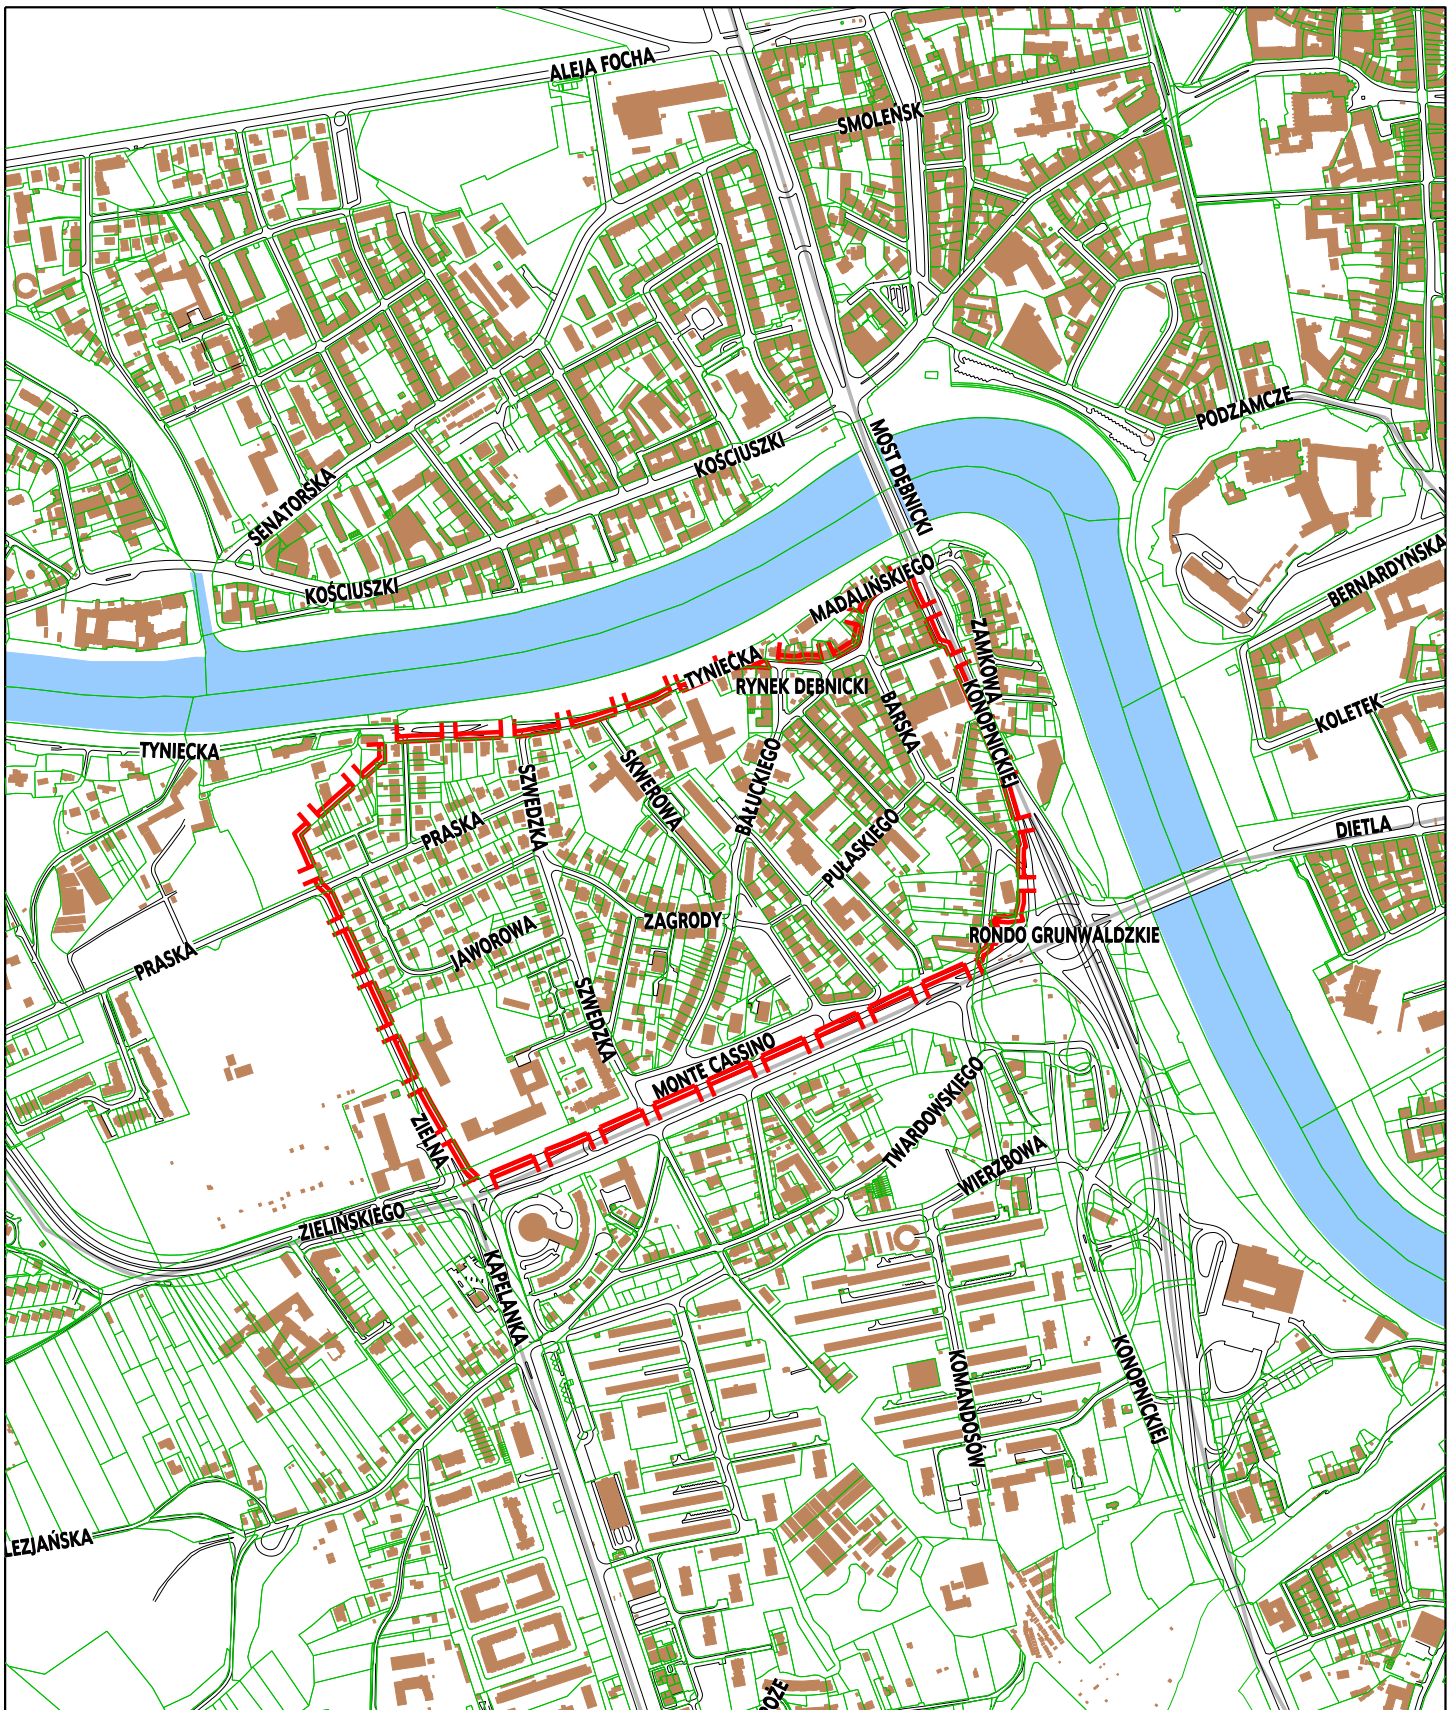 ALEJA FOCHA
SMOLEŃSK
PODZAMCZE
MOST DĘBNICKI
KOŚCIUSZKI
SENATORSKA
KOŚCIUSZKI
BERNARDYŃSKA
MADALIŃSKIEGO
ZAMKOWA
TYNIECKA
RYNEK DĘBNICKI
BARSKA
KONOPNICKIEJ
KOLETEK
TYNIECKA
SZWEDZKA
SKWEROWA
BAŁUCKIEGO
PRASKA
PUŁASKIEGO
DIETLA
ZAGRODY
JAWOROWA
RONDO GRUNWALDZKIE
PRASKA
SZWEDZKA
MONTE CASSINO
TWARDOWSKIEGO
ZIELNA
WIERZBOWA
ZIELIŃSKIEGO
KAPELANKA
KOMANDOSÓW
KONOPNICKIEJ
LEZJAŃSKA
OŻE